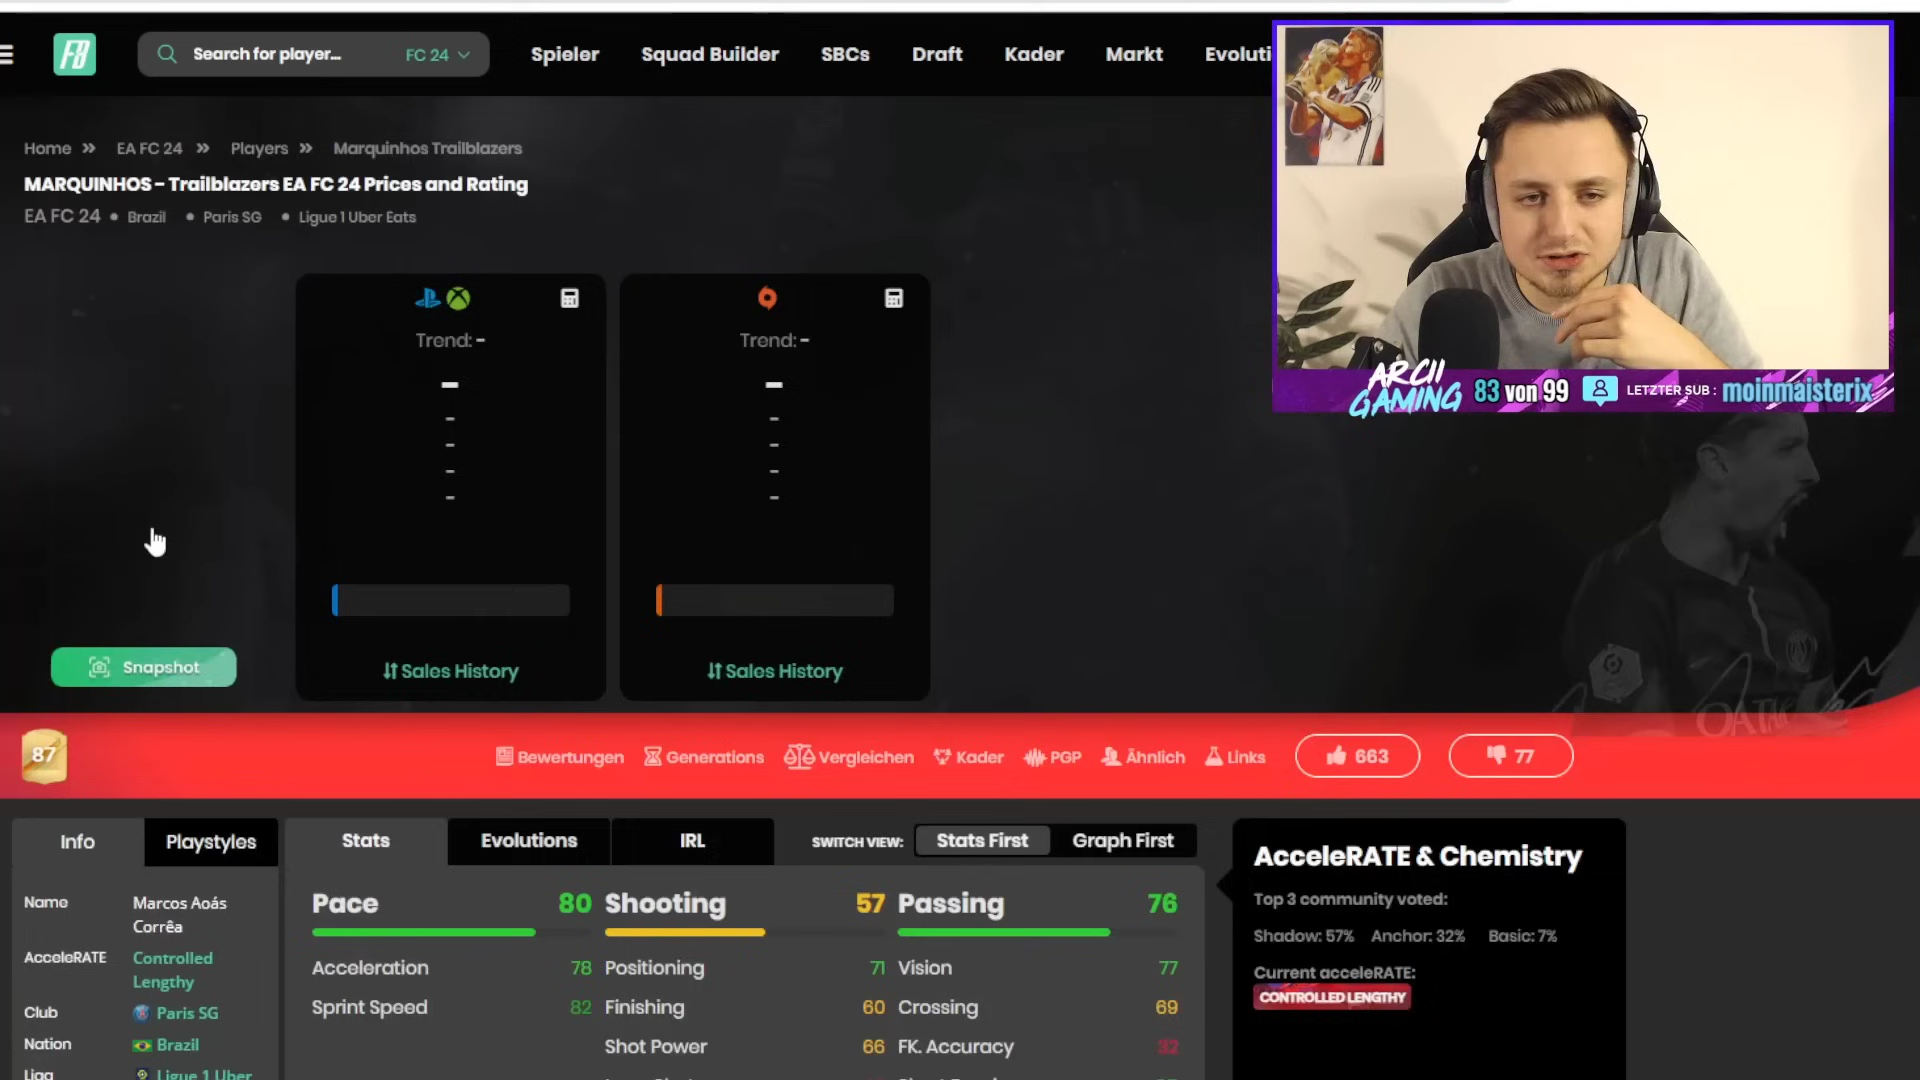 Search for player...
FC 24
Spieler
Squad Builder
SBCs
Draft
Kader
Markt
Evoluti
Home » EA FC 24 » Players » Marquinhos Trailblazers
MARQUINHOS - Trailblazers EA FC 24 Prices and Rating
EA FC 24 • Brazil • Paris SG • Ligue 1 Uber Eats
Trend: -
Trend: -
-
-
-
-
-
-
-
-
-
-
Sales History
Sales History
Snapshot
ARCII
GAMING
83 von 99
LETZTER SUB :
moinmaisterix
87
Bewertungen
Generations
Vergleichen
Kader
PGP
Ähnlich
Links
663
77
Info
Playstyles
Stats
Evolutions
IRL
SWITCH VIEW:
Stats First
Graph First
Name
Marcos Aoás
Corrêa
AcceleRATE
Controlled
Lengthy
Club
Paris SG
Nation
Brazil
Liga
Ligue 1 Uber
Pace 80
Acceleration 78
Sprint Speed 82
Shooting 57
Positioning 71
Finishing 60
Shot Power 66
Passing 76
Vision 77
Crossing 69
FK. Accuracy 32
AcceleRATE & Chemistry
Top 3 community voted:
Shadow: 57% Anchor: 32% Basic: 7%
Current acceleRATE:
CONTROLLED LENGTHY